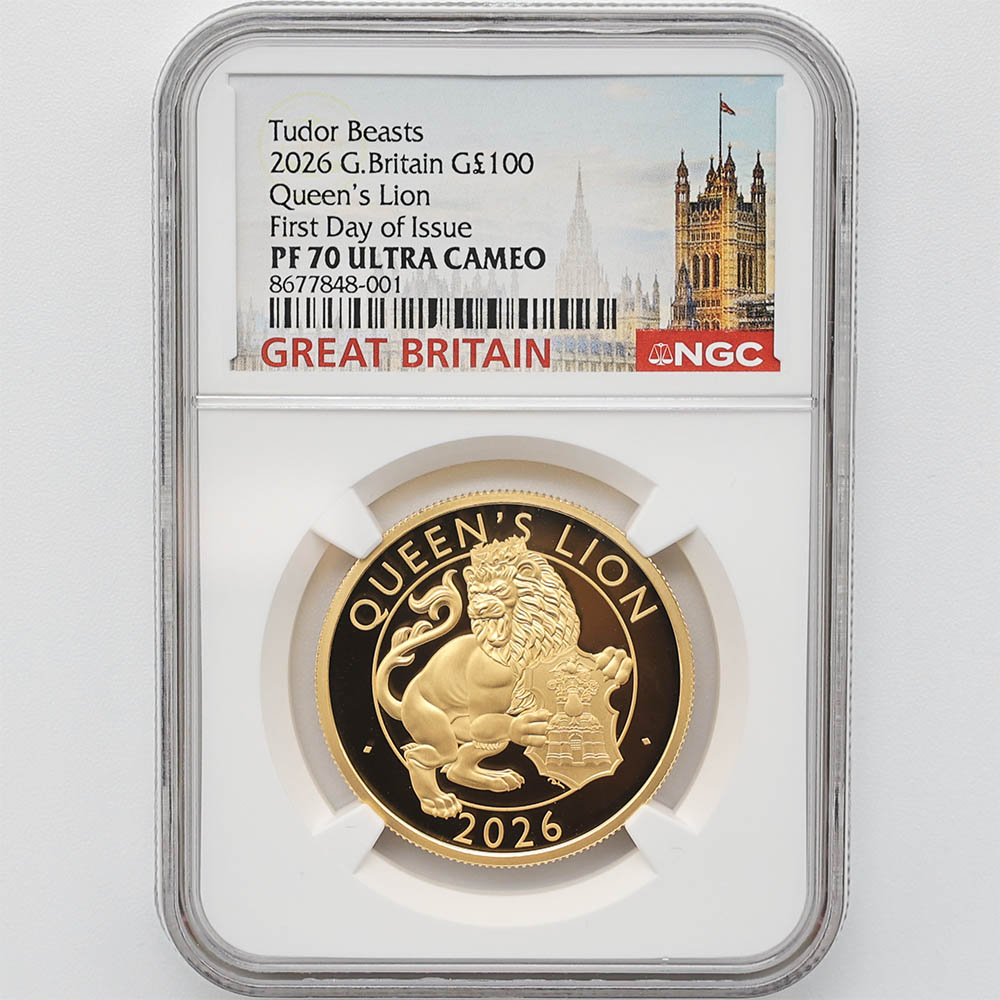 Tudor Beasts
2026 G.Britain G£100
Queen's Lion
First Day of Issue
PF 70 ULTRA CAMEO
8677848-001
GREAT BRITAIN
NGC
QUEEN'S LION
2026